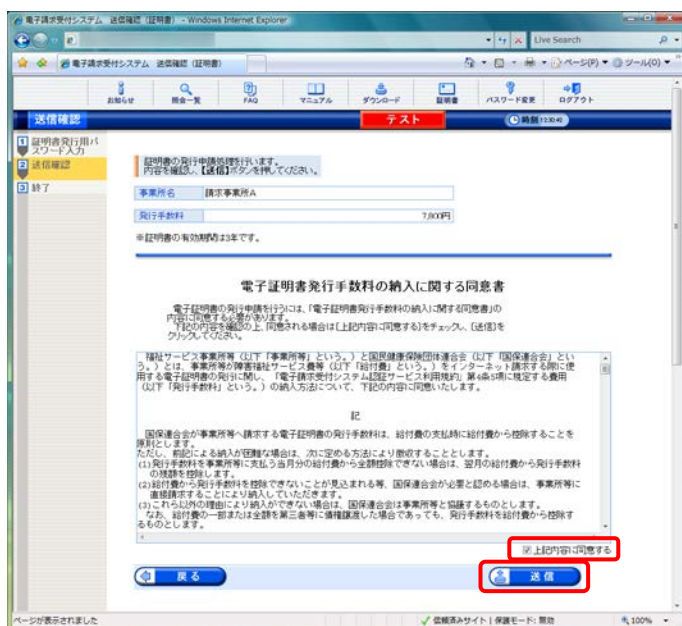 電子請求受付システム 送信確認 (証明書) - Windows Internet Explorer
Live Search
電子請求受付システム 送信確認 (証明書)
ページ(P) ツール(O)
お知らせ 照会一覧 FAQ マニュアル ダウンロード 証明書 パスワード変更 ログアウト
送信確認 テスト 時刻 12:30:40
1 証明書発行用パスワード入力
2 送信確認
3 終了
証明書の発行申請処理を行います。
内容を確認し、【送信】ボタンを押してください。
事業所名 請求事業所A
発行手数料 7,800円
※証明書の有効期間は3年です。
電子証明書発行手数料の納入に関する同意書
電子証明書の発行申請を行うには、「電子証明書発行手数料の納入に関する同意書」の
内容に同意する必要があります。
下記の内容を確認の上、同意される場合は[上記内容に同意する]をチェックし、[送信]を
クリックしてください。
福祉サービス事業所等(以下「事業所等」という。)と国民健康保険団体連合会(以下「国保連合会」とい
う。)とは、事業所等が障害福祉サービス費等(以下「給付費」という。)をインターネット請求する際に使
用する電子証明書の発行に関し、「電子請求受付システム認証サービス利用規約」第4条5項に規定する費用
(以下「発行手数料」という。)の納入方法について、下記の内容に同意いたします。
記
国保連合会が事業所等へ請求する電子証明書の発行手数料は、給付費の支払時に給付費から控除することを
原則とします。
ただし、前記による納入が困難な場合は、次に定める方法により徴収することとします。
(1)発行手数料を事業所等に支払う当月分の給付費から全額控除できない場合は、翌月の給付費から発行手数料
の残額を控除します。
(2)給付費から発行手数料を控除できないことが見込まれる等、国保連合会が必要と認める場合は、事業所等に
直接請求することにより納入していただきます。
(3)これら以外の理由により納入ができない場合は、国保連合会は事業所等と協議するものとします。
なお、給付費の一部または全額を第三者等に債権譲渡した場合であっても、発行手数料を給付費から控除す
るものとします。
上記内容に同意する
戻る 送信
ページが表示されました 信頼済みサイト | 保護モード: 無効 100%